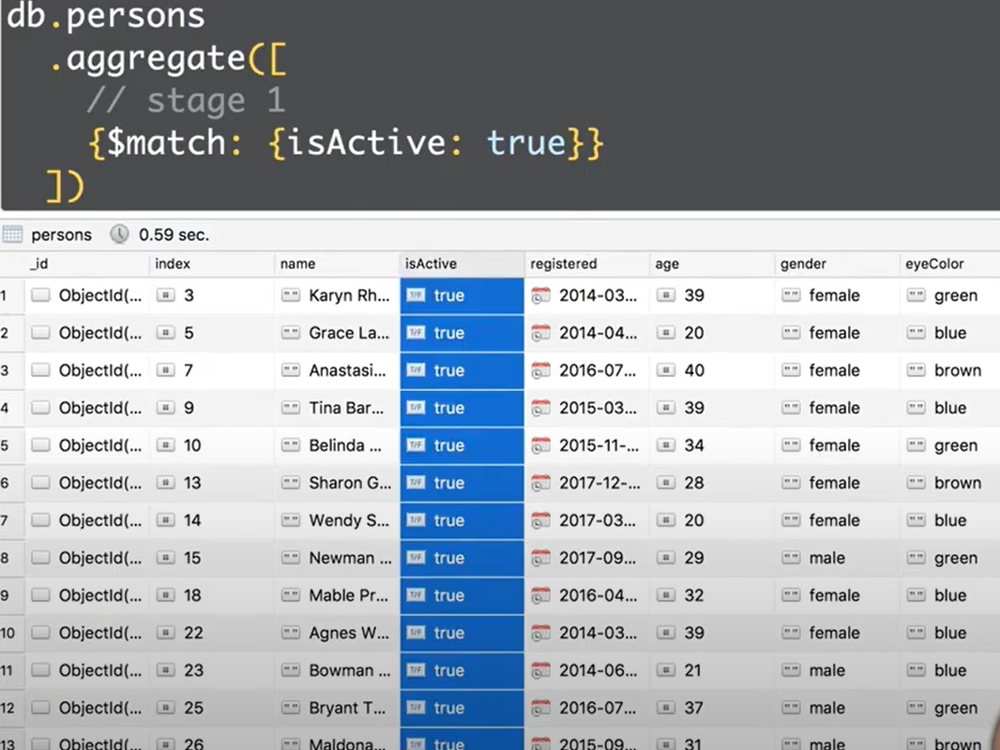 db.persons
.aggregate([
// stage 1
{$match: {isActive: true}}
])
persons 0.59 sec.
_id index name isActive registered age gender eyeColor
1 ObjectId(... 3 Karyn Rh... true 2014-03... 39 female green
2 ObjectId(... 5 Grace La... true 2014-04... 20 female blue
3 ObjectId(... 7 Anastasi... true 2016-07... 40 female brown
4 ObjectId(... 9 Tina Bar... true 2015-03... 39 female blue
5 ObjectId(... 10 Belinda ... true 2015-11-... 34 female green
6 ObjectId(... 13 Sharon G... true 2017-12-... 28 female brown
7 ObjectId(... 14 Wendy S... true 2017-03... 20 female blue
8 ObjectId(... 15 Newman ... true 2017-09... 29 male green
9 ObjectId(... 18 Mable Pr... true 2016-04... 32 female blue
10 ObjectId(... 22 Agnes W... true 2014-03... 39 female blue
11 ObjectId(... 23 Bowman ... true 2014-06... 21 male blue
12 ObjectId(... 25 Bryant T... true 2016-07... 37 male green
13 ObjectId(... 26 Maldona... true 2015-09... 31 male brown